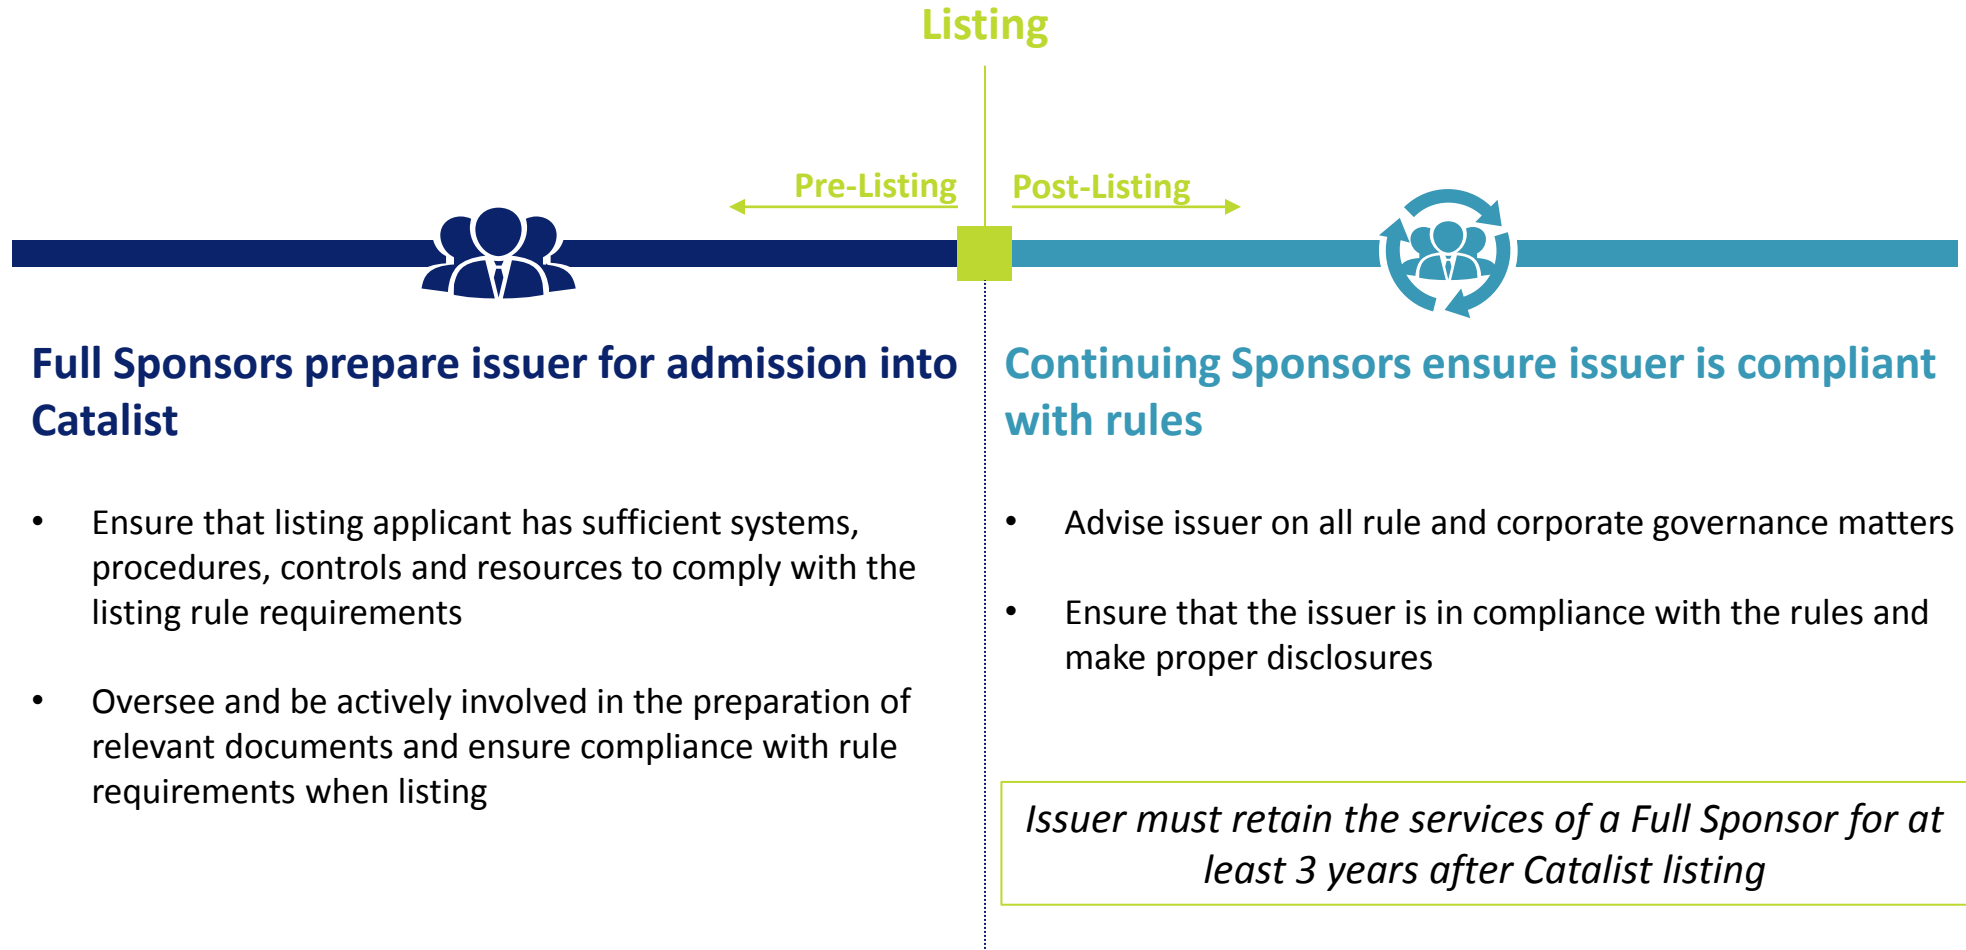 Listing
Pre-Listing
Post-Listing
Full Sponsors prepare issuer for admission into
Catalist
• Ensure that listing applicant has sufficient systems,
procedures, controls and resources to comply with the
listing rule requirements
• Oversee and be actively involved in the preparation of
relevant documents and ensure compliance with rule
requirements when listing
Continuing Sponsors ensure issuer is compliant
with rules
• Advise issuer on all rule and corporate governance matters
• Ensure that the issuer is in compliance with the rules and
make proper disclosures
Issuer must retain the services of a Full Sponsor for at
least 3 years after Catalist listing